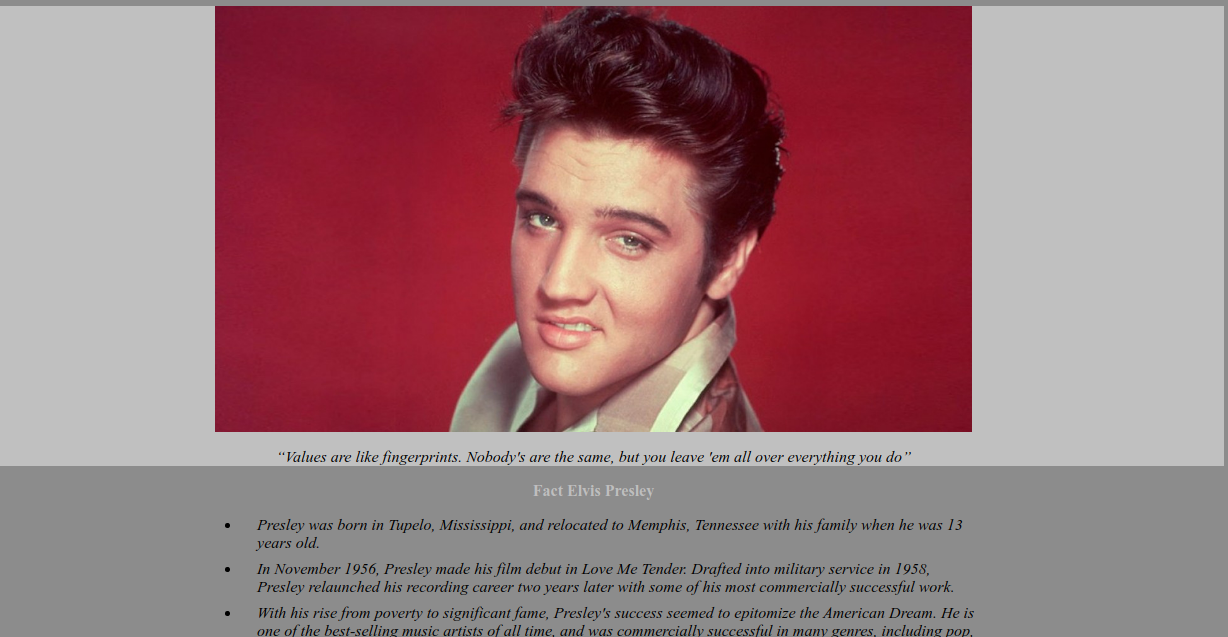 “Values are like fingerprints. Nobody's are the same, but you leave 'em all over everything you do”
Fact Elvis Presley
• Presley was born in Tupelo, Mississippi, and relocated to Memphis, Tennessee with his family when he was 13
years old.
• In November 1956, Presley made his film debut in Love Me Tender. Drafted into military service in 1958,
Presley relaunched his recording career two years later with some of his most commercially successful work.
• With his rise from poverty to significant fame, Presley's success seemed to epitomize the American Dream. He is
one of the best-selling music artists of all time, and was commercially successful in many genres, including pop,